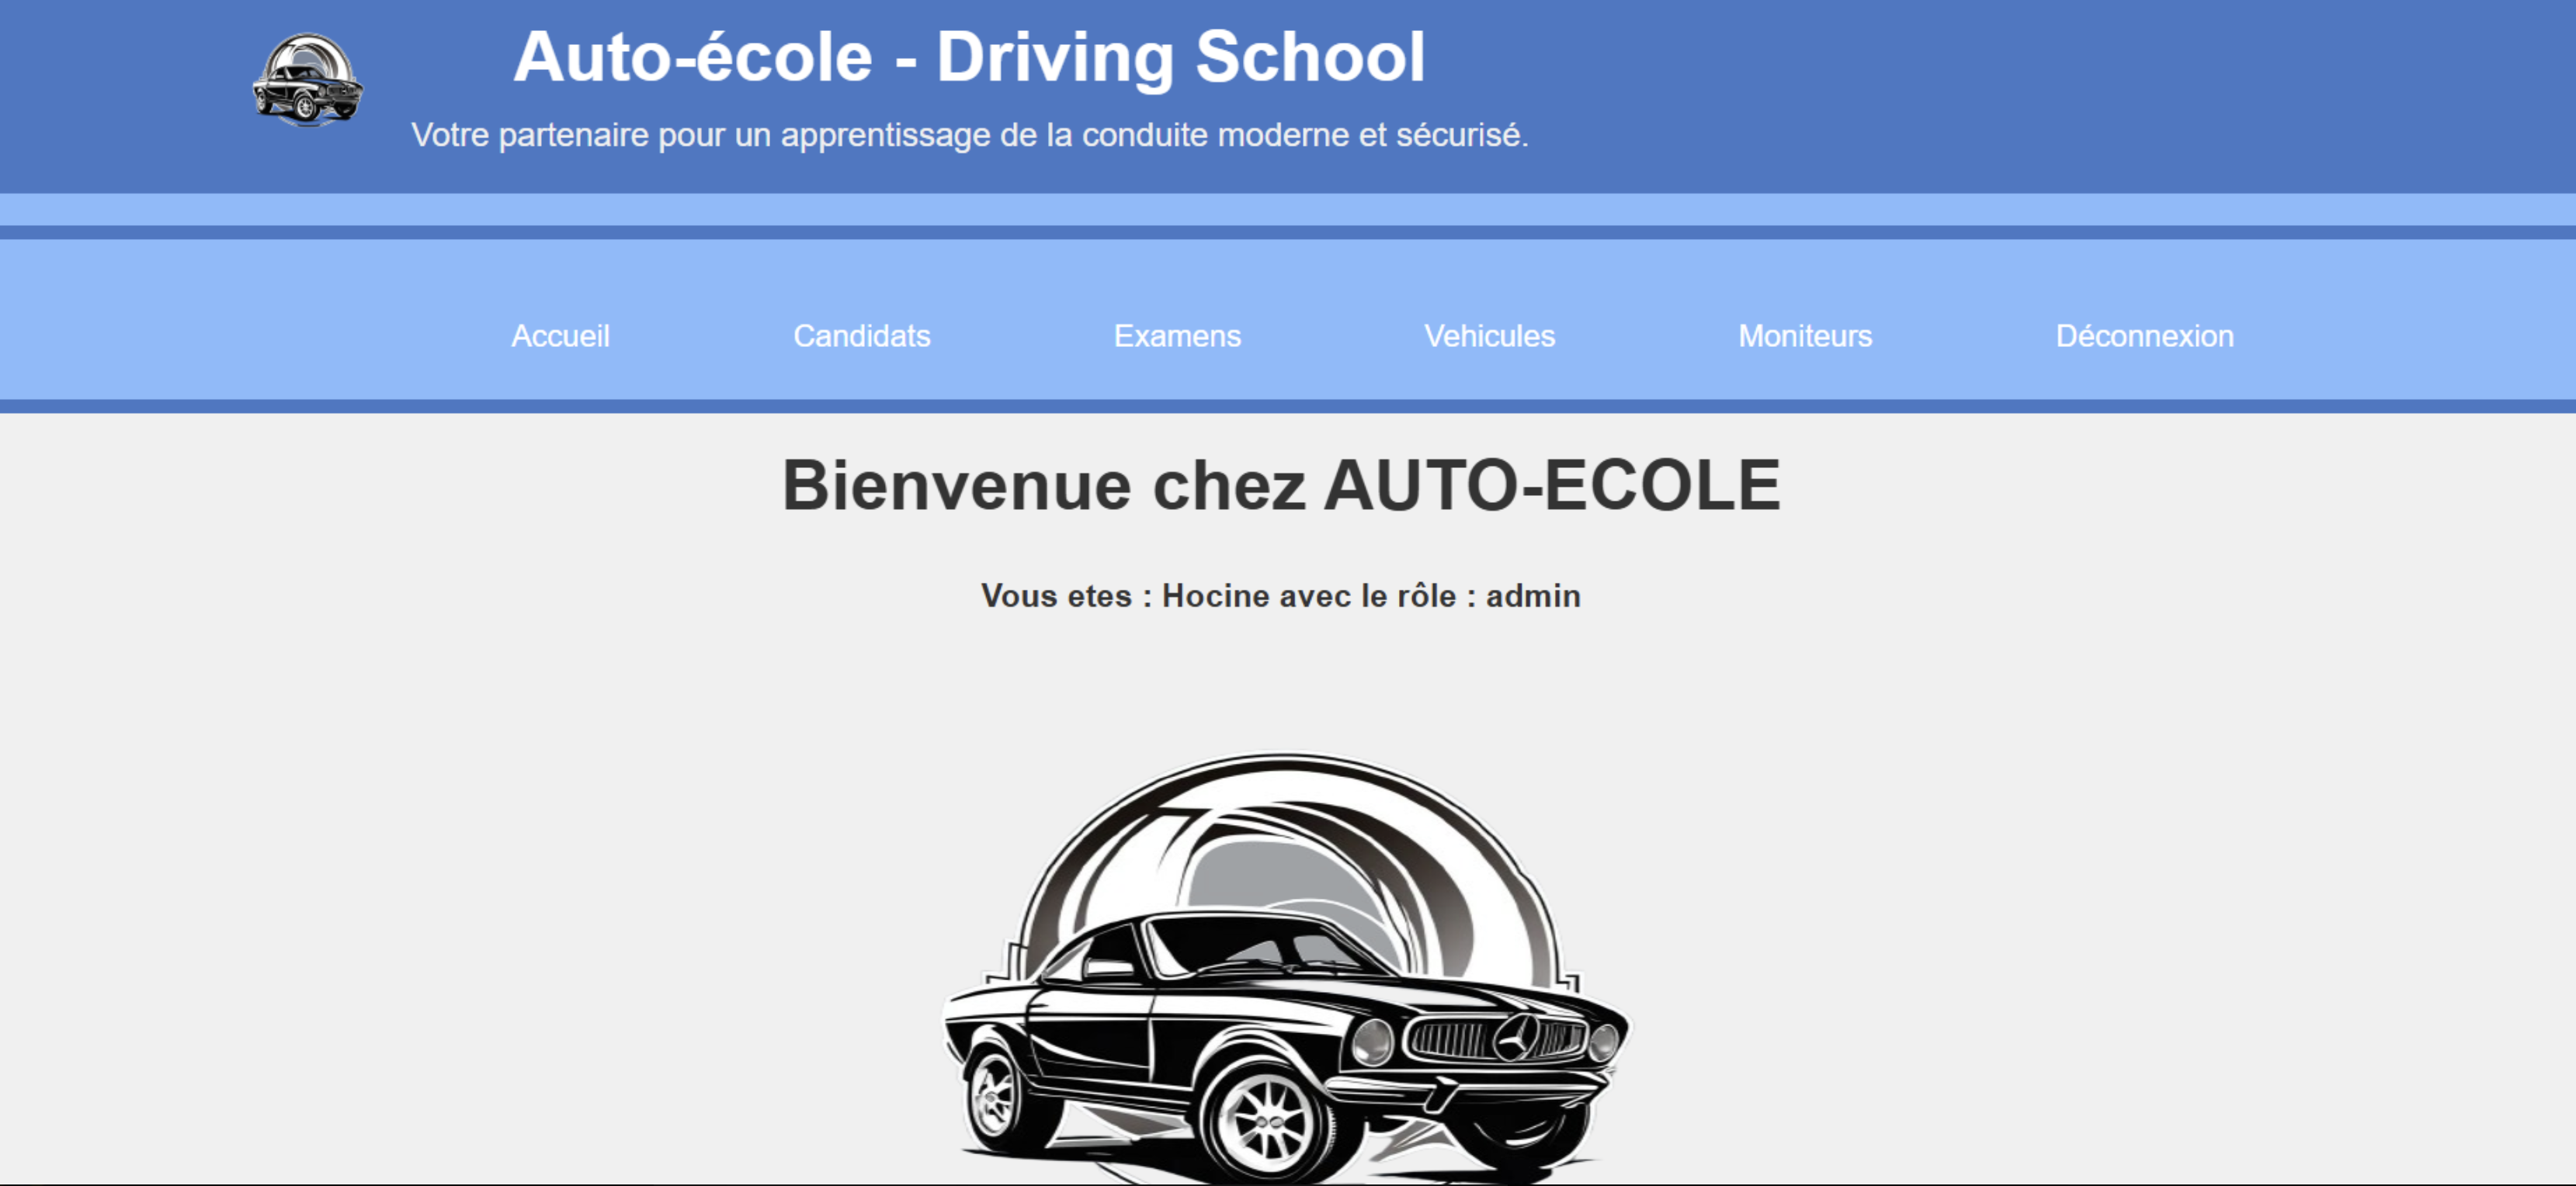 Auto-école - Driving School
Votre partenaire pour un apprentissage de la conduite moderne et sécurisé.
Accueil Candidats Examens Vehicules Moniteurs Déconnexion
Bienvenue chez AUTO-ECOLE
Vous etes : Hocine avec le rôle : admin